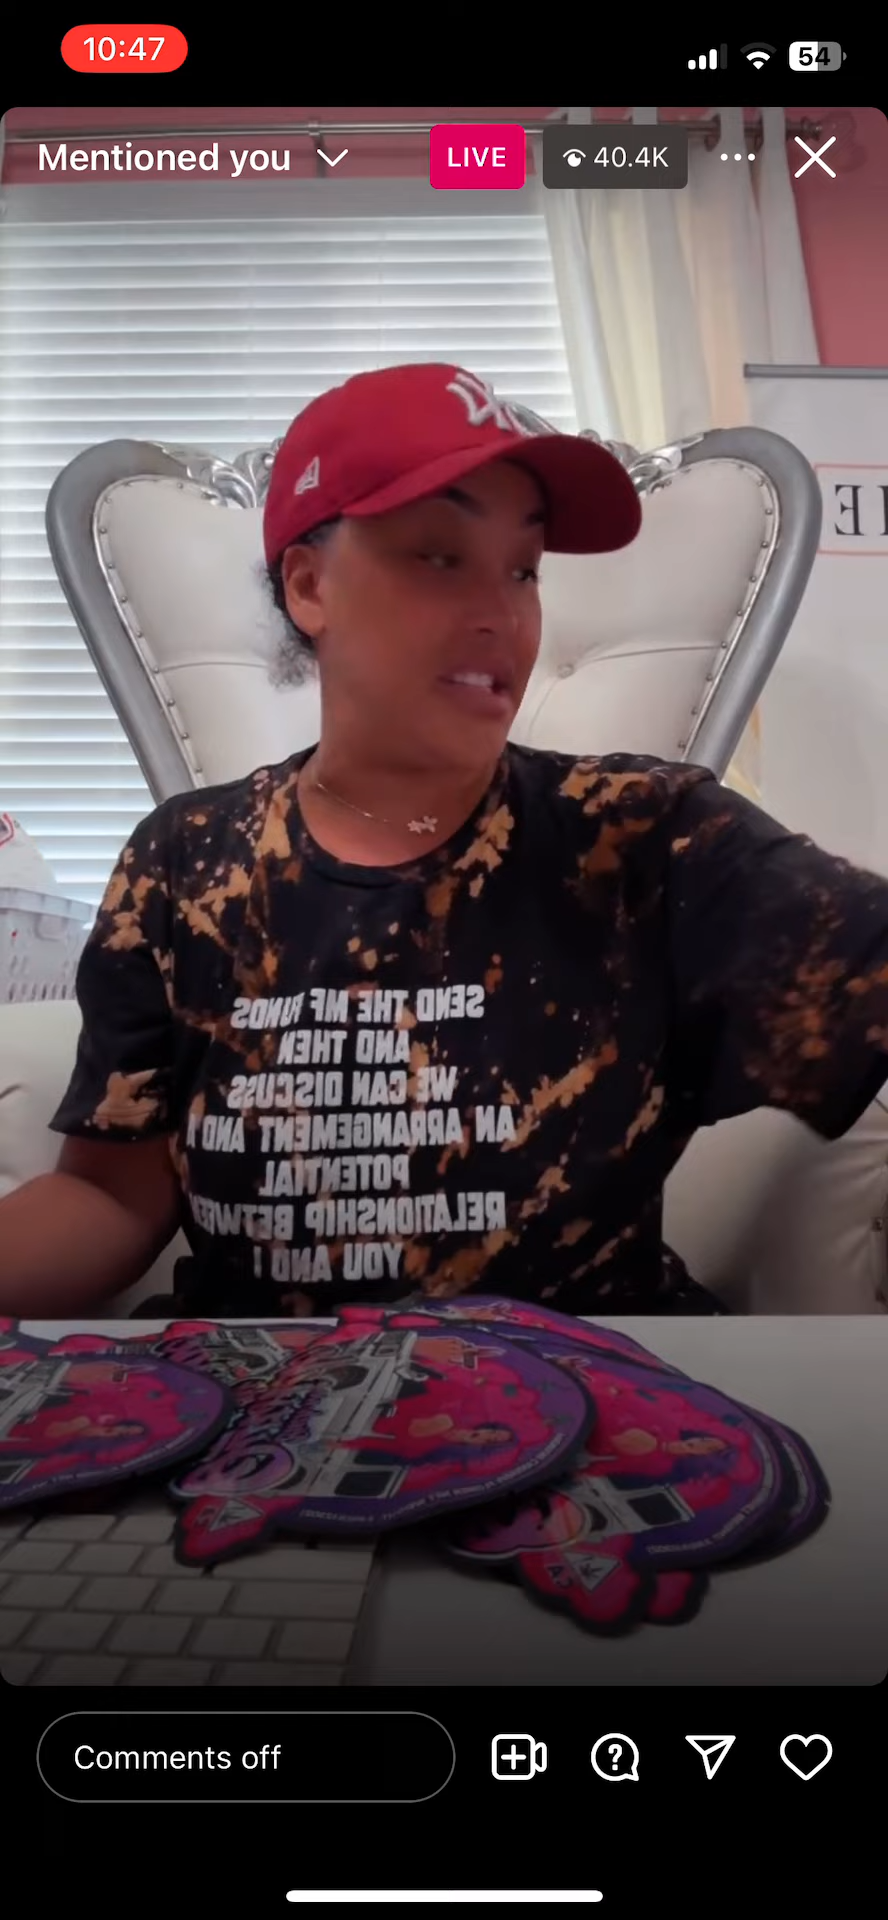 10:47
54
Mentioned you
LIVE
40.4K
SEND THE MF FUNDS
AND THEN
WE CAN DISCUSS
AN ARRANGEMENT AND
POTENTIAL
RELATIONSHIP BETWEEN
YOU AND I
CA
Comments off